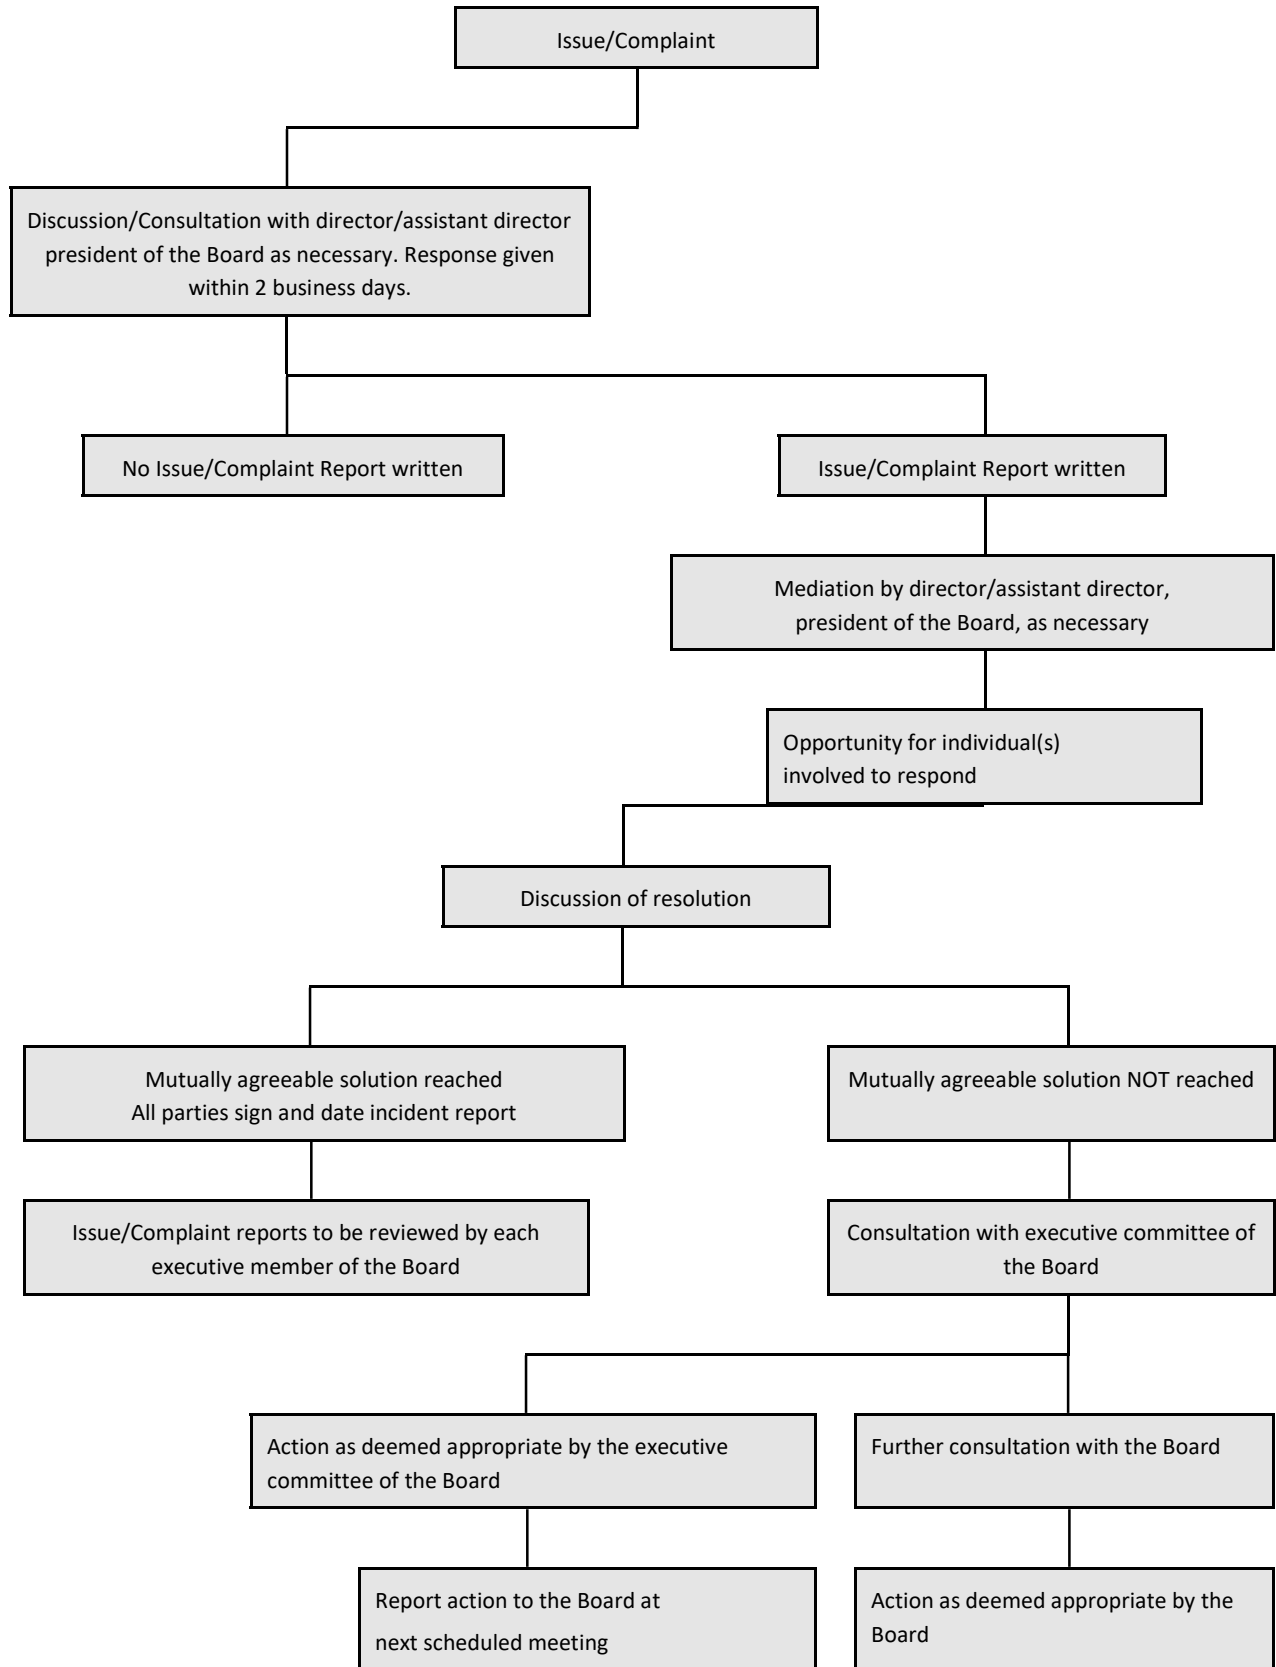 Issue/Complaint
Discussion/Consultation with director/assistant director
president of the Board as necessary. Response given
within 2 business days.
No Issue/Complaint Report written
Issue/Complaint Report written
Mediation by director/assistant director,
president of the Board, as necessary
Opportunity for individual(s)
involved to respond
Discussion of resolution
Mutually agreeable solution reached
All parties sign and date incident report
Mutually agreeable solution NOT reached
Issue/Complaint reports to be reviewed by each
executive member of the Board
Consultation with executive committee of
the Board
Action as deemed appropriate by the executive
committee of the Board
Further consultation with the Board
Report action to the Board at
next scheduled meeting
Action as deemed appropriate by the
Board